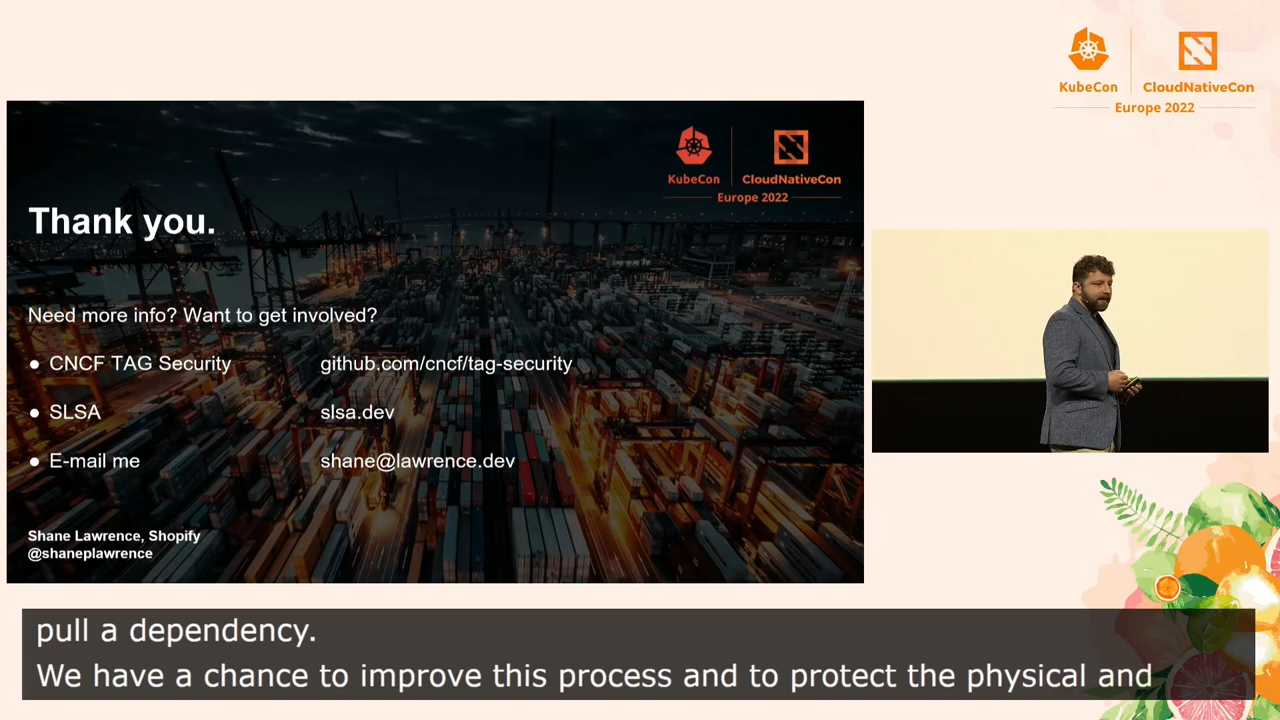 KubeCon
CloudNativeCon
Europe 2022
KubeCon
CloudNativeCon
Europe 2022
Thank you.
Need more info? Want to get involved?
● CNCF TAG Security github.com/cncf/tag-security
● SLSA slsa.dev
● E-mail me shane@lawrence.dev
Shane Lawrence, Shopify
@shaneplawrence
pull a dependency.
We have a chance to improve this process and to protect the physical and